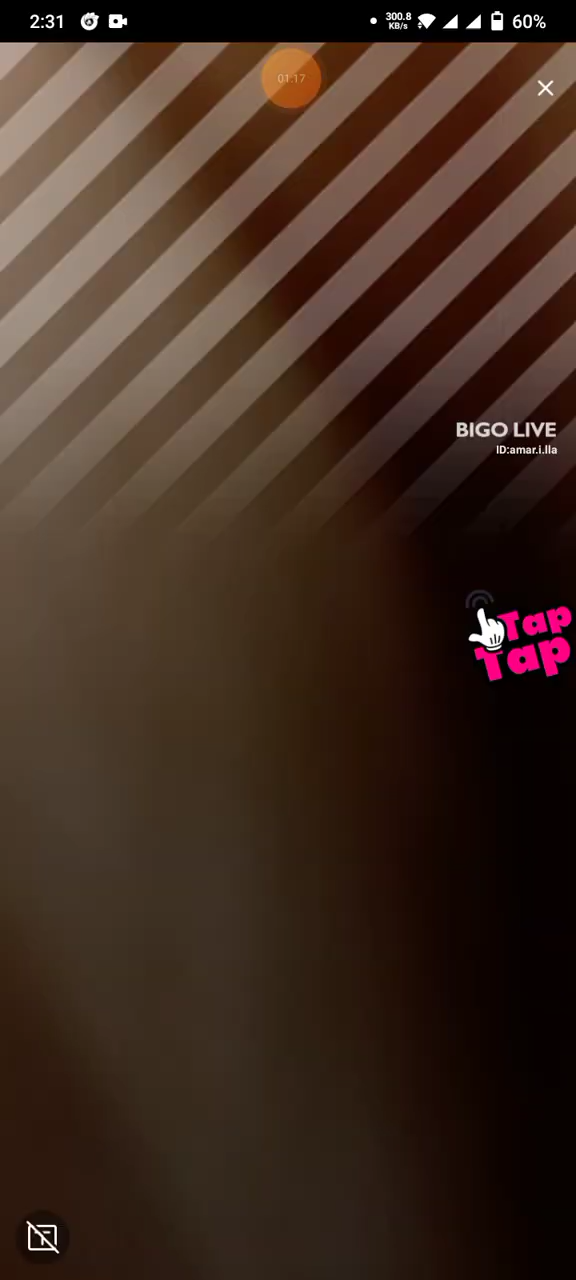 2:31
300.8
KB/s
60%
01:17
BIGO LIVE
ID:amar.i.lla
Tap
Tap